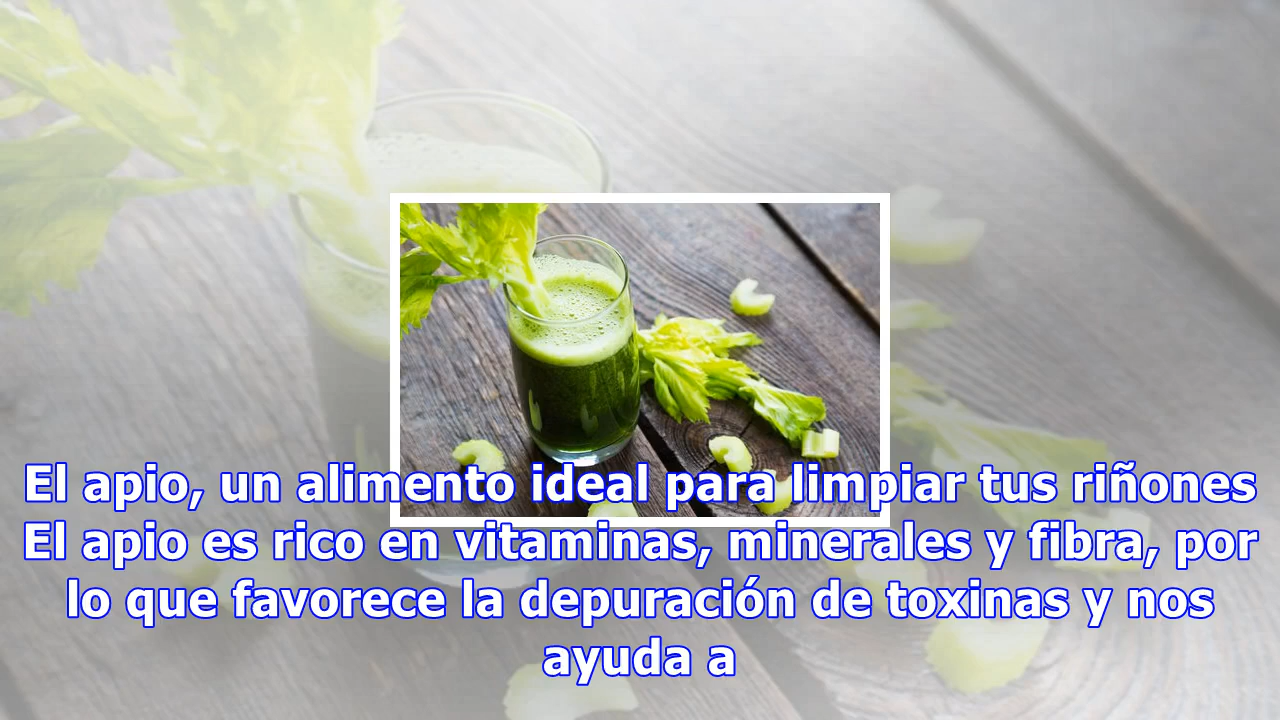 El apio, un alimento ideal para limpiar tus riñones
El apio es rico en vitaminas, minerales y fibra, por
lo que favorece la depuración de toxinas y nos
ayuda a